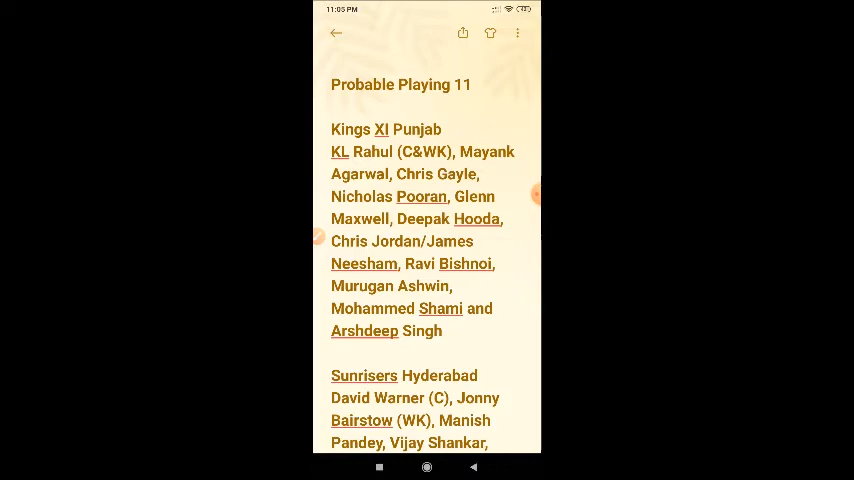 11:05 PM
Probable Playing 11
Kings XI Punjab
KL Rahul (C&WK), Mayank
Agarwal, Chris Gayle,
Nicholas Pooran, Glenn
Maxwell, Deepak Hooda,
Chris Jordan/James
Neesham, Ravi Bishnoi,
Murugan Ashwin,
Mohammed Shami and
Arshdeep Singh
Sunrisers Hyderabad
David Warner (C), Jonny
Bairstow (WK), Manish
Pandey, Vijay Shankar,